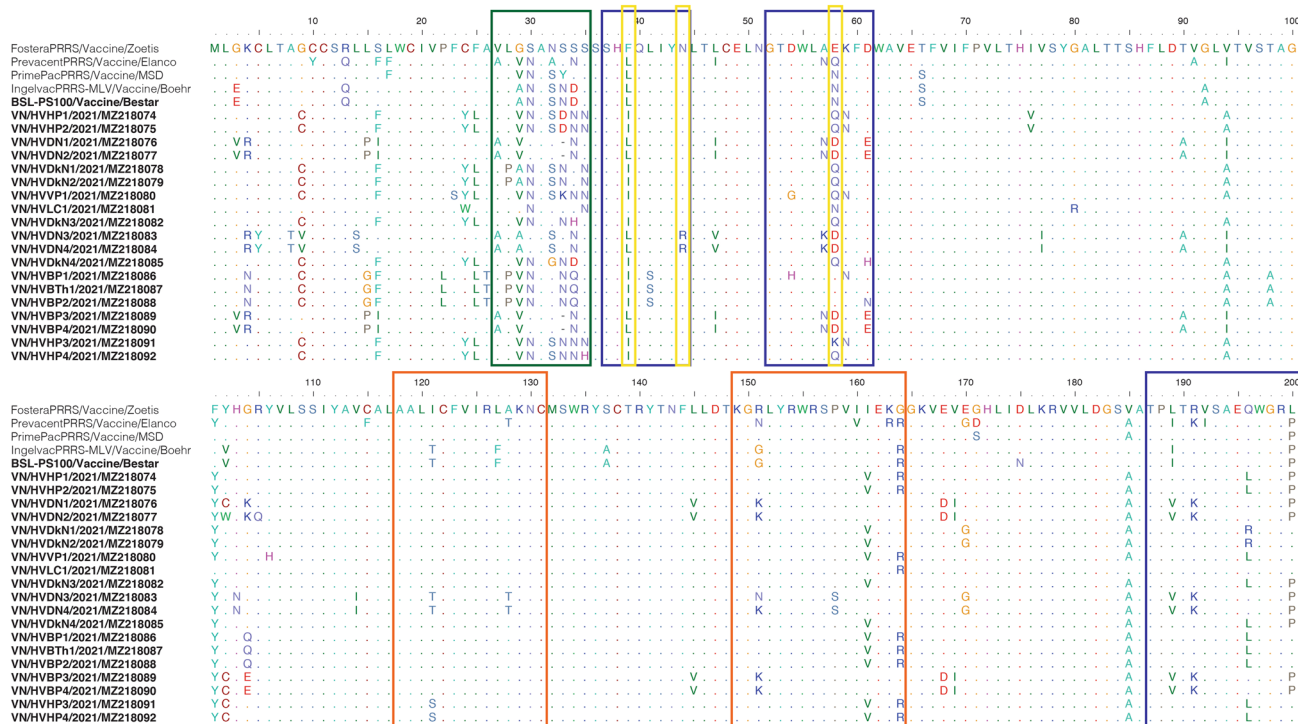 10 20 30 40 50 60 70 80 90 100
FosteraPRRS/Vaccine/Zoetis MLGKCLTAGCCSRLLSLWCIVPFCFAVLGSANSSSSSHFQLIYNLTLCELNGTDWLAEKFDWAVETFVIFPVLTHIVSYGALTTSHFLDTVGLVTVSTAG
PrevacentPRRS/Vaccine/Elanco Y Q F F A V N A N L I N Q A I
PrimePacPRRS/Vaccine/MSD F V N S Y L N S
IngelvacPRRS-MLV/Vaccine/Boehr E Q A N S N D L N S A
BSL-PS100/Vaccine/Bestar E Q A N S N D L N S A
VN/HVHP1/2021/MZ218074 C F Y L V N S D N N I Q N V A
VN/HVHP2/2021/MZ218075 C F Y L V N S D N N I Q N V A
VN/HVDN1/2021/MZ218076 V R P I A V - N L I N D E A I
VN/HVDN2/2021/MZ218077 V R P I A V - N L I N D E A I
VN/HVDkN1/2021/MZ218078 C F Y L P A N S N N I Q A
VN/HVDkN2/2021/MZ218079 C F Y L P A N S N N I Q A
VN/HVVP1/2021/MZ218080 C F S Y L V N S K N N I G Q N A
VN/HVLC1/2021/MZ218081 W N N I N R
VN/HVDkN3/2021/MZ218082 C F Y L V N N H I Q A
VN/HVDN3/2021/MZ218083 R Y T V S A A S N L R V K D I A I
VN/HVDN4/2021/MZ218084 R Y T V S A A S N L R V K D I A I
VN/HVDkN4/2021/MZ218085 C F Y L V N G N D I Q H A
VN/HVBP1/2021/MZ218086 N C G F L L T P V N N Q I S H N A A
VN/HVBTh1/2021/MZ218087 N C G F L L T P V N N Q I S Q A A
VN/HVBP2/2021/MZ218088 N C G F L L T P V N N Q I S Q N A A
VN/HVBP3/2021/MZ218089 V R P I A V - N L I N D E A I
VN/HVBP4/2021/MZ218090 V R P I A V - N L I N D E A I
VN/HVHP3/2021/MZ218091 C F Y L V N S N N N I K N A
VN/HVHP4/2021/MZ218092 C F Y L V N S N N H I Q A
110 120 130 140 150 160 170 180 190 200
FosteraPRRS/Vaccine/Zoetis FYHGRYVLSSIYAVCALAALICFVIRLAKNCMSWRYSCTRYTNFLLDTKGRLYRWRSPVIIEKGGKVEVEGHLIDLKRVVLDGSVATPLTRVSAEQWGRL
PrevacentPRRS/Vaccine/Elanco Y F T N V R R G D A I K I P
PrimePacPRRS/Vaccine/MSD S A P
IngelvacPRRS-MLV/Vaccine/Boehr V T F A G R I P
BSL-PS100/Vaccine/Bestar V T F A G R N I P
VN/HVHP1/2021/MZ218074 Y V R A L P
VN/HVHP2/2021/MZ218075 Y V R A L P
VN/HVDN1/2021/MZ218076 Y C K V K D I A L K P
VN/HVDN2/2021/MZ218077 Y W K Q V K D I A L K P
VN/HVDkN1/2021/MZ218078 Y V G A R P
VN/HVDkN2/2021/MZ218079 Y V G A R P
VN/HVVP1/2021/MZ218080 Y H V R A L P
VN/HVLC1/2021/MZ218081 R
VN/HVDkN3/2021/MZ218082 Y V A L P
VN/HVDN3/2021/MZ218083 Y N I T T N S G A L K P
VN/HVDN4/2021/MZ218084 Y N I T T K S G A L K P
VN/HVDkN4/2021/MZ218085 Y V A L P
VN/HVBP1/2021/MZ218086 Y Q V R A L
VN/HVBTh1/2021/MZ218087 Y Q V R A L
VN/HVBP2/2021/MZ218088 Y Q V R A L
VN/HVBP3/2021/MZ218089 Y C E V K D I A L K P
VN/HVBP4/2021/MZ218090 Y C E V K D I A L K P
VN/HVHP3/2021/MZ218091 Y C S V R A L P
VN/HVHP4/2021/MZ218092 Y C S V R A L P